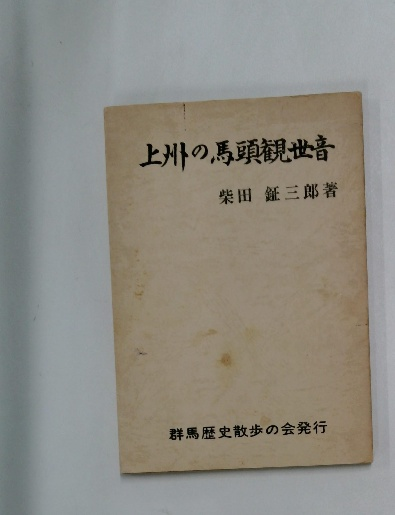 上州の馬頭観世音
柴田 鉦三郎著
群馬歴史散歩の会発行